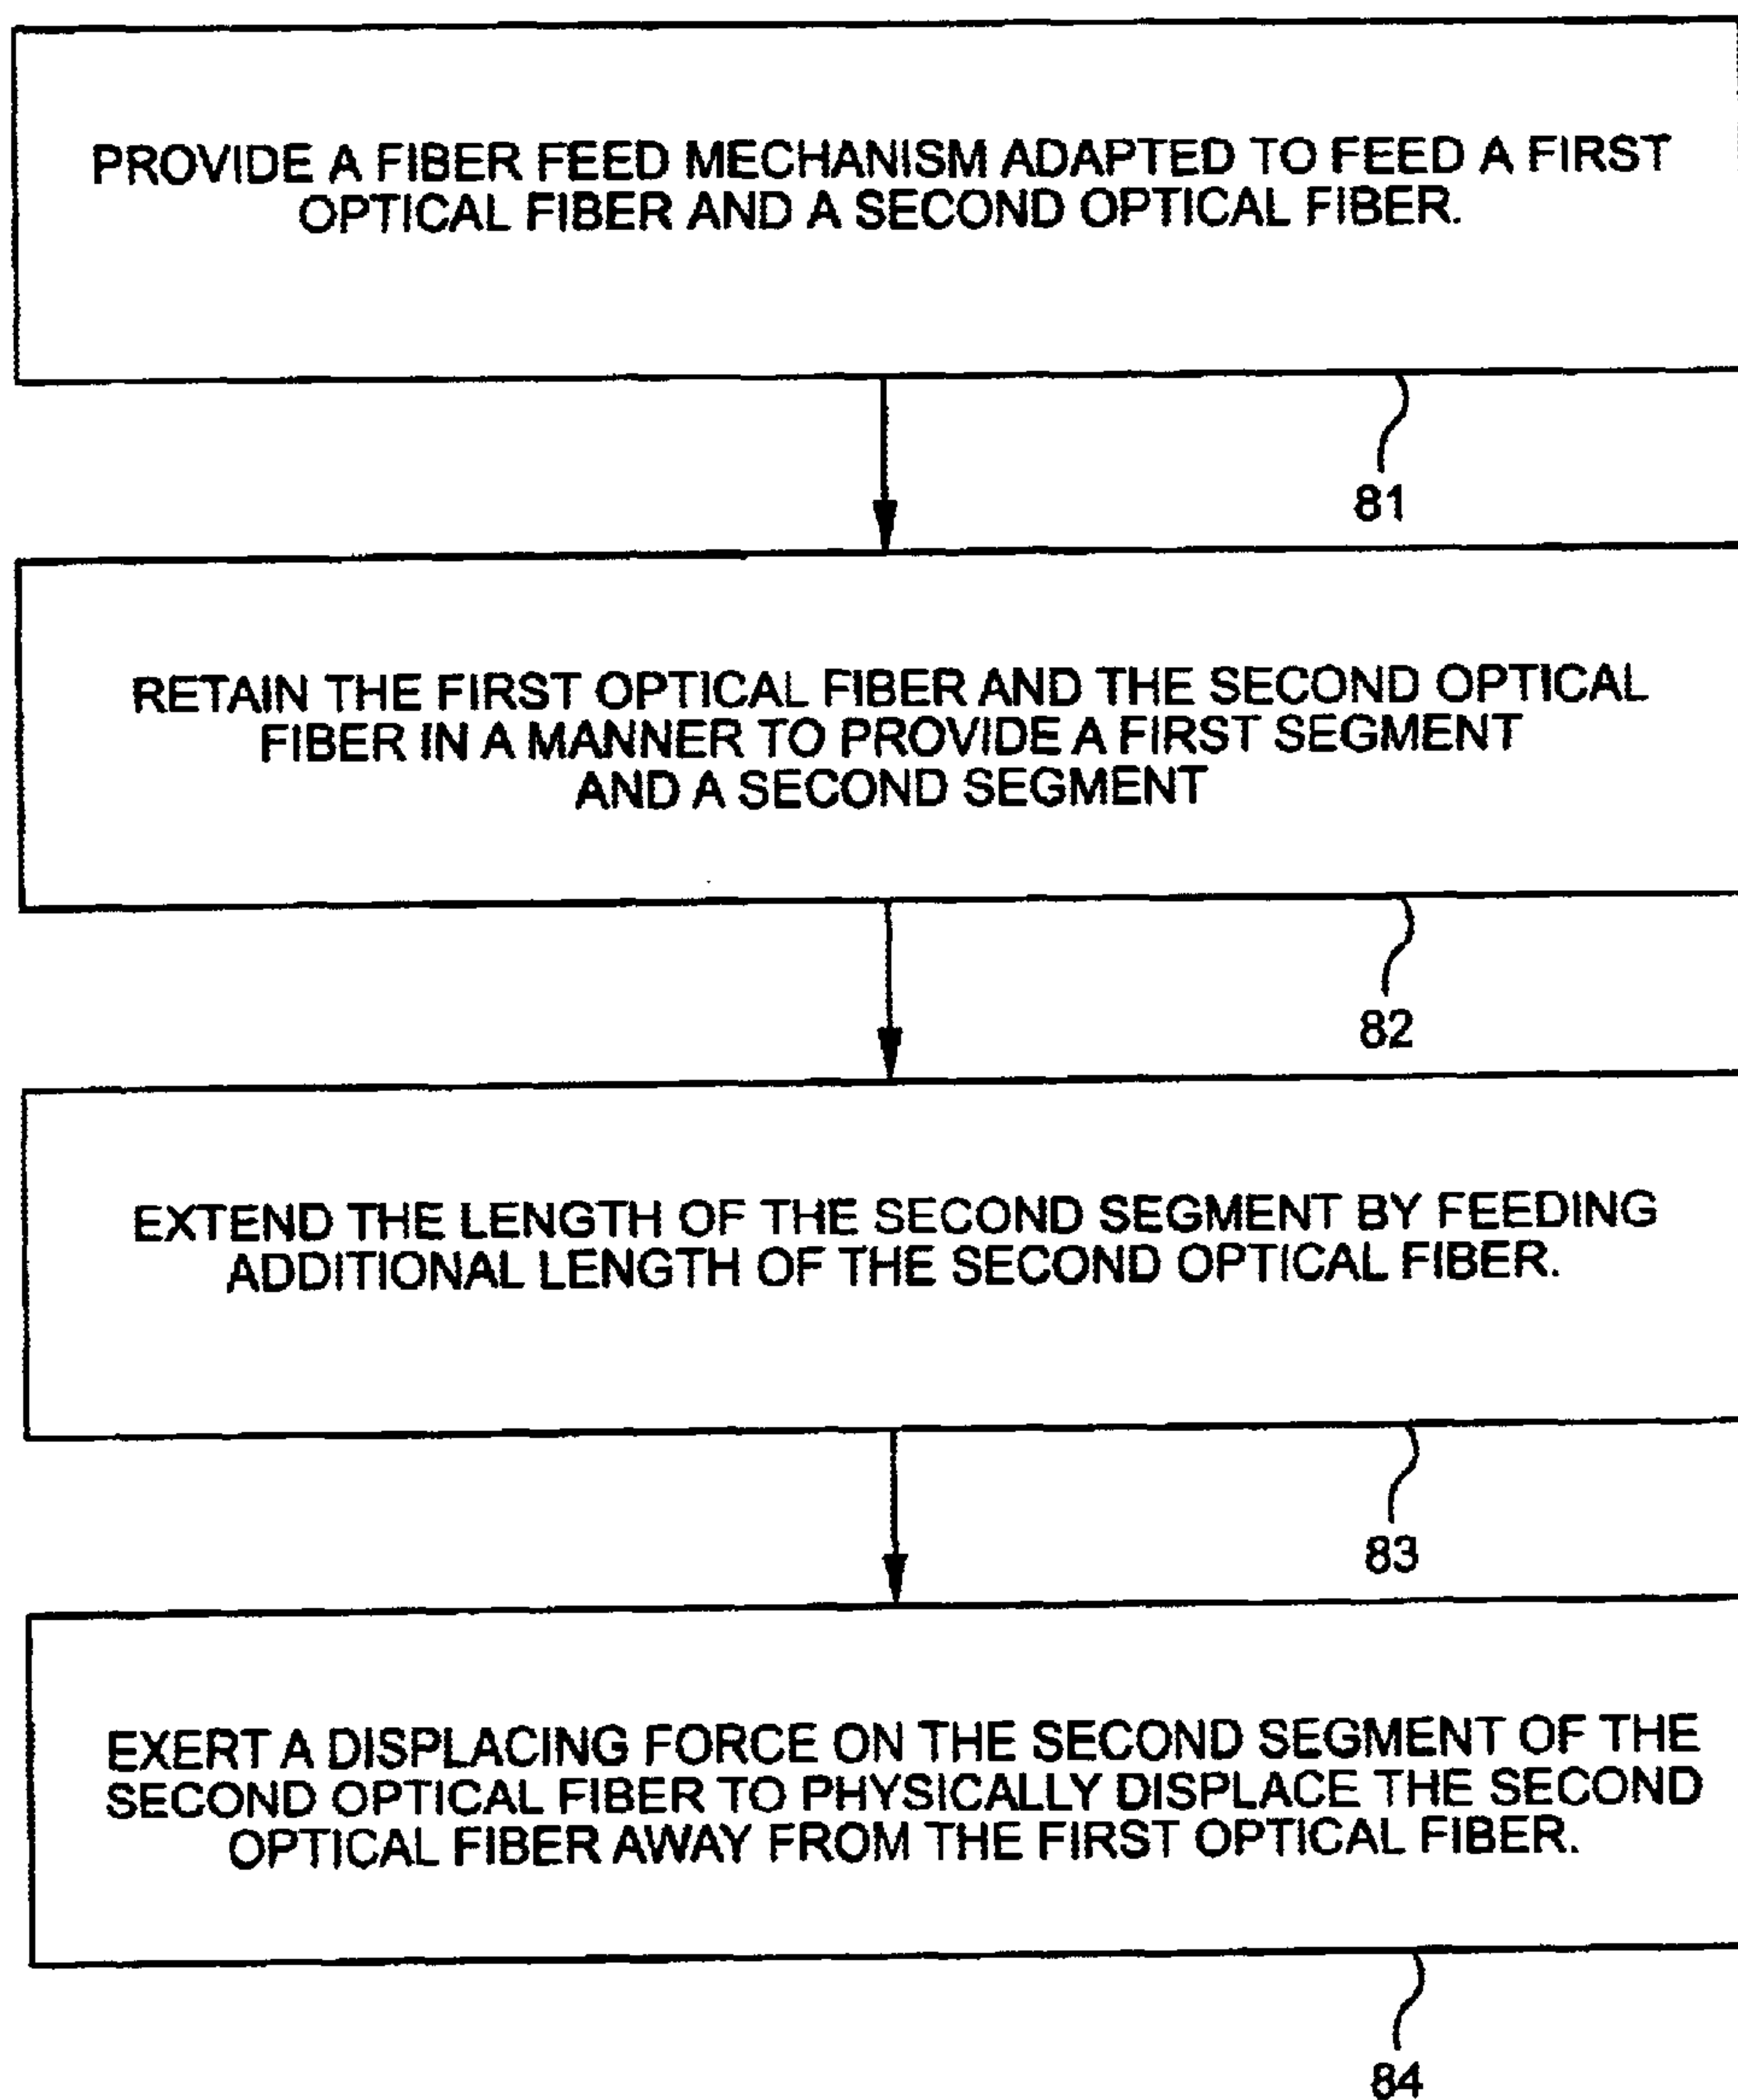 PROVIDE A FIBER FEED MECHANISM ADAPTED TO FEED A FIRST
OPTICAL FIBER AND A SECOND OPTICAL FIBER.
81
RETAIN THE FIRST OPTICAL FIBER AND THE SECOND OPTICAL
FIBER IN A MANNER TO PROVIDE A FIRST SEGMENT
AND A SECOND SEGMENT
82
EXTEND THE LENGTH OF THE SECOND SEGMENT BY FEEDING
ADDITIONAL LENGTH OF THE SECOND OPTICAL FIBER.
83
EXERT A DISPLACING FORCE ON THE SECOND SEGMENT OF THE
SECOND OPTICAL FIBER TO PHYSICALLY DISPLACE THE SECOND
OPTICAL FIBER AWAY FROM THE FIRST OPTICAL FIBER.
84